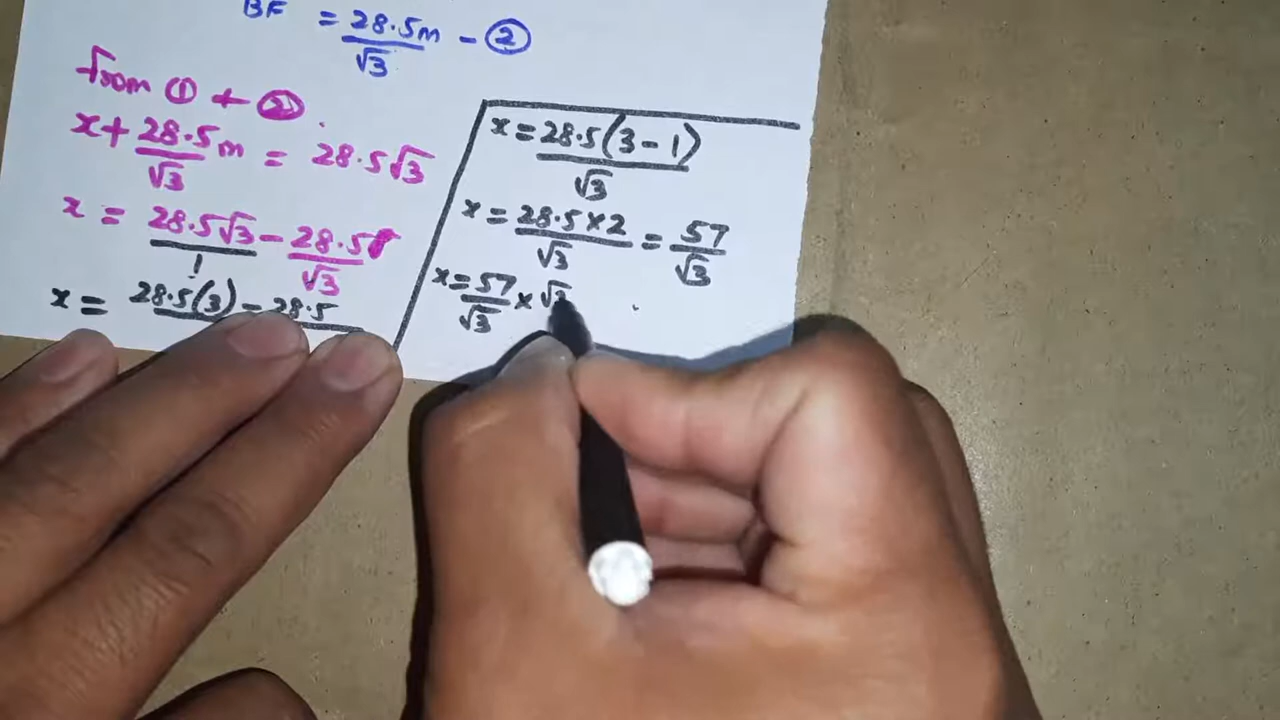 BF = 28.5m/√3 - ②
from ① + ②
x + 28.5/√3 m = 28.5√3
x = 28.5√3/1 - 28.5/√3
x = 28.5(3) - 28.5
x = 28.5(3-1)/√3
x = 28.5×2/√3 = 57/√3
x = 57/√3 × √3